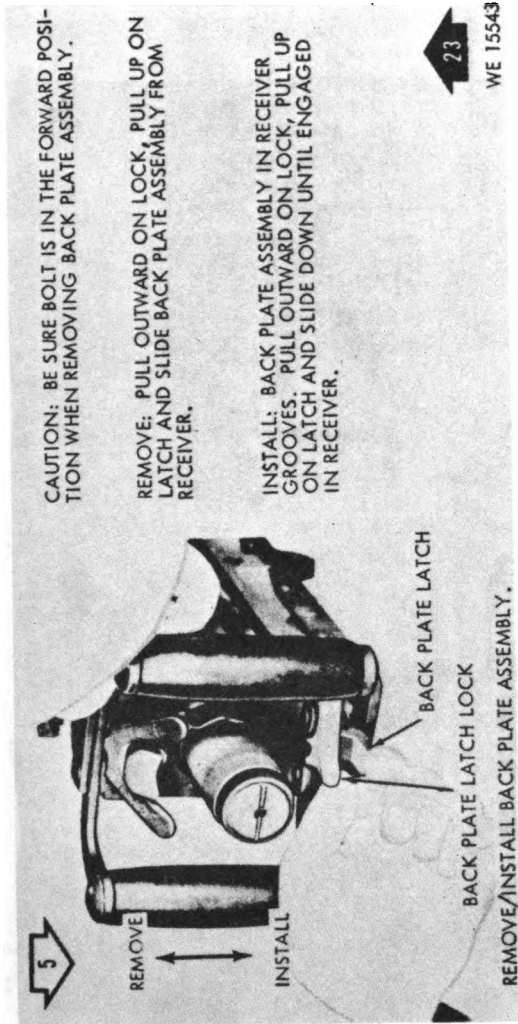 5
REMOVE
INSTALL
BACK PLATE LATCH
BACK PLATE LATCH LOCK
REMOVE/INSTALL BACK PLATE ASSEMBLY.
CAUTION: BE SURE BOLT IS IN THE FORWARD POSI-
TION WHEN REMOVING BACK PLATE ASSEMBLY.
REMOVE: PULL OUTWARD ON LOCK, PULL UP ON
LATCH AND SLIDE BACK PLATE ASSEMBLY FROM
RECEIVER.
INSTALL: BACK PLATE ASSEMBLY IN RECEIVER
GROOVES. PULL OUTWARD ON LOCK, PULL UP
ON LATCH AND SLIDE DOWN UNTIL ENGAGED
IN RECEIVER.
23
WE 15543